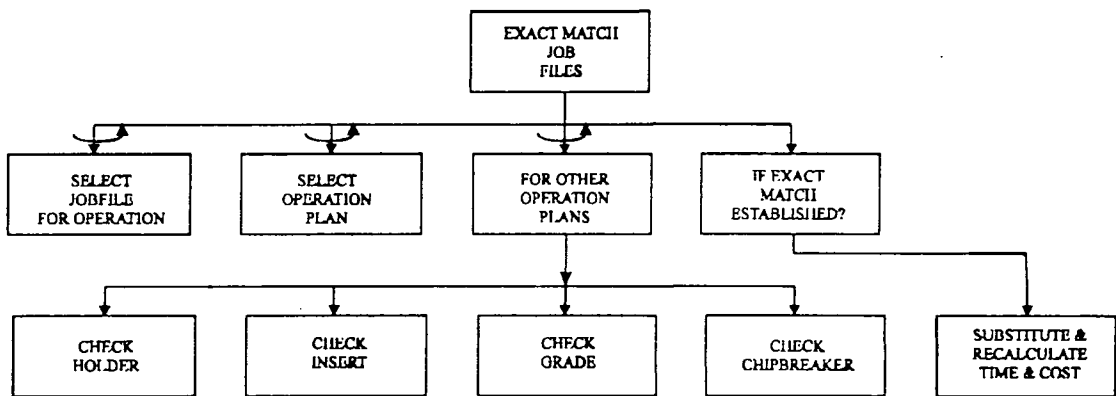 EXACT MATCH
JOB
FILES
SELECT
JOBFILE
FOR OPERATION
SELECT
OPERATION
PLAN
FOR OTHER
OPERATION
PLANS
IF EXACT
MATCH
ESTABLISHED?
CHECK
HOLDER
CHECK
INSERT
CHECK
GRADE
CHECK
CHIPBREAKER
SUBSTITUTE &
RECALCULATE
TIME & COST